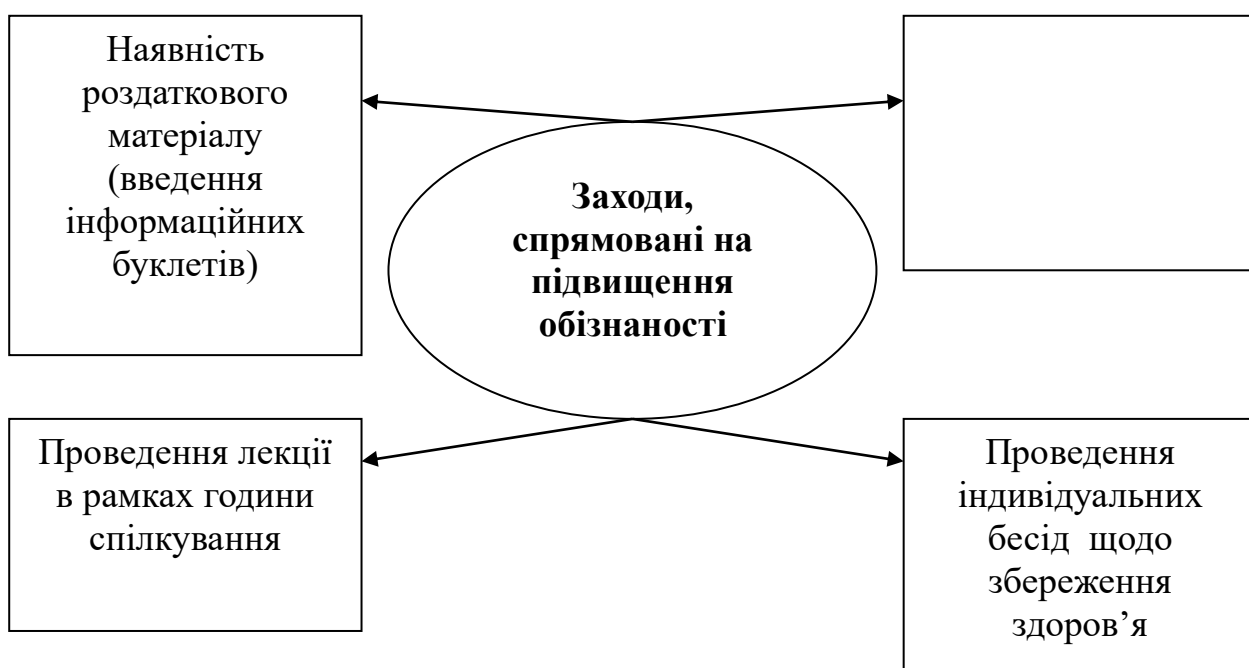 Наявність
роздаткового
матеріалу
(введення
інформаційних
буклетів)
Заходи,
спрямовані на
підвищення
обізнаності
Проведення лекції
в рамках години
спілкування
Проведення
індивідуальних
бесід  щодо
збереження
здоров’я